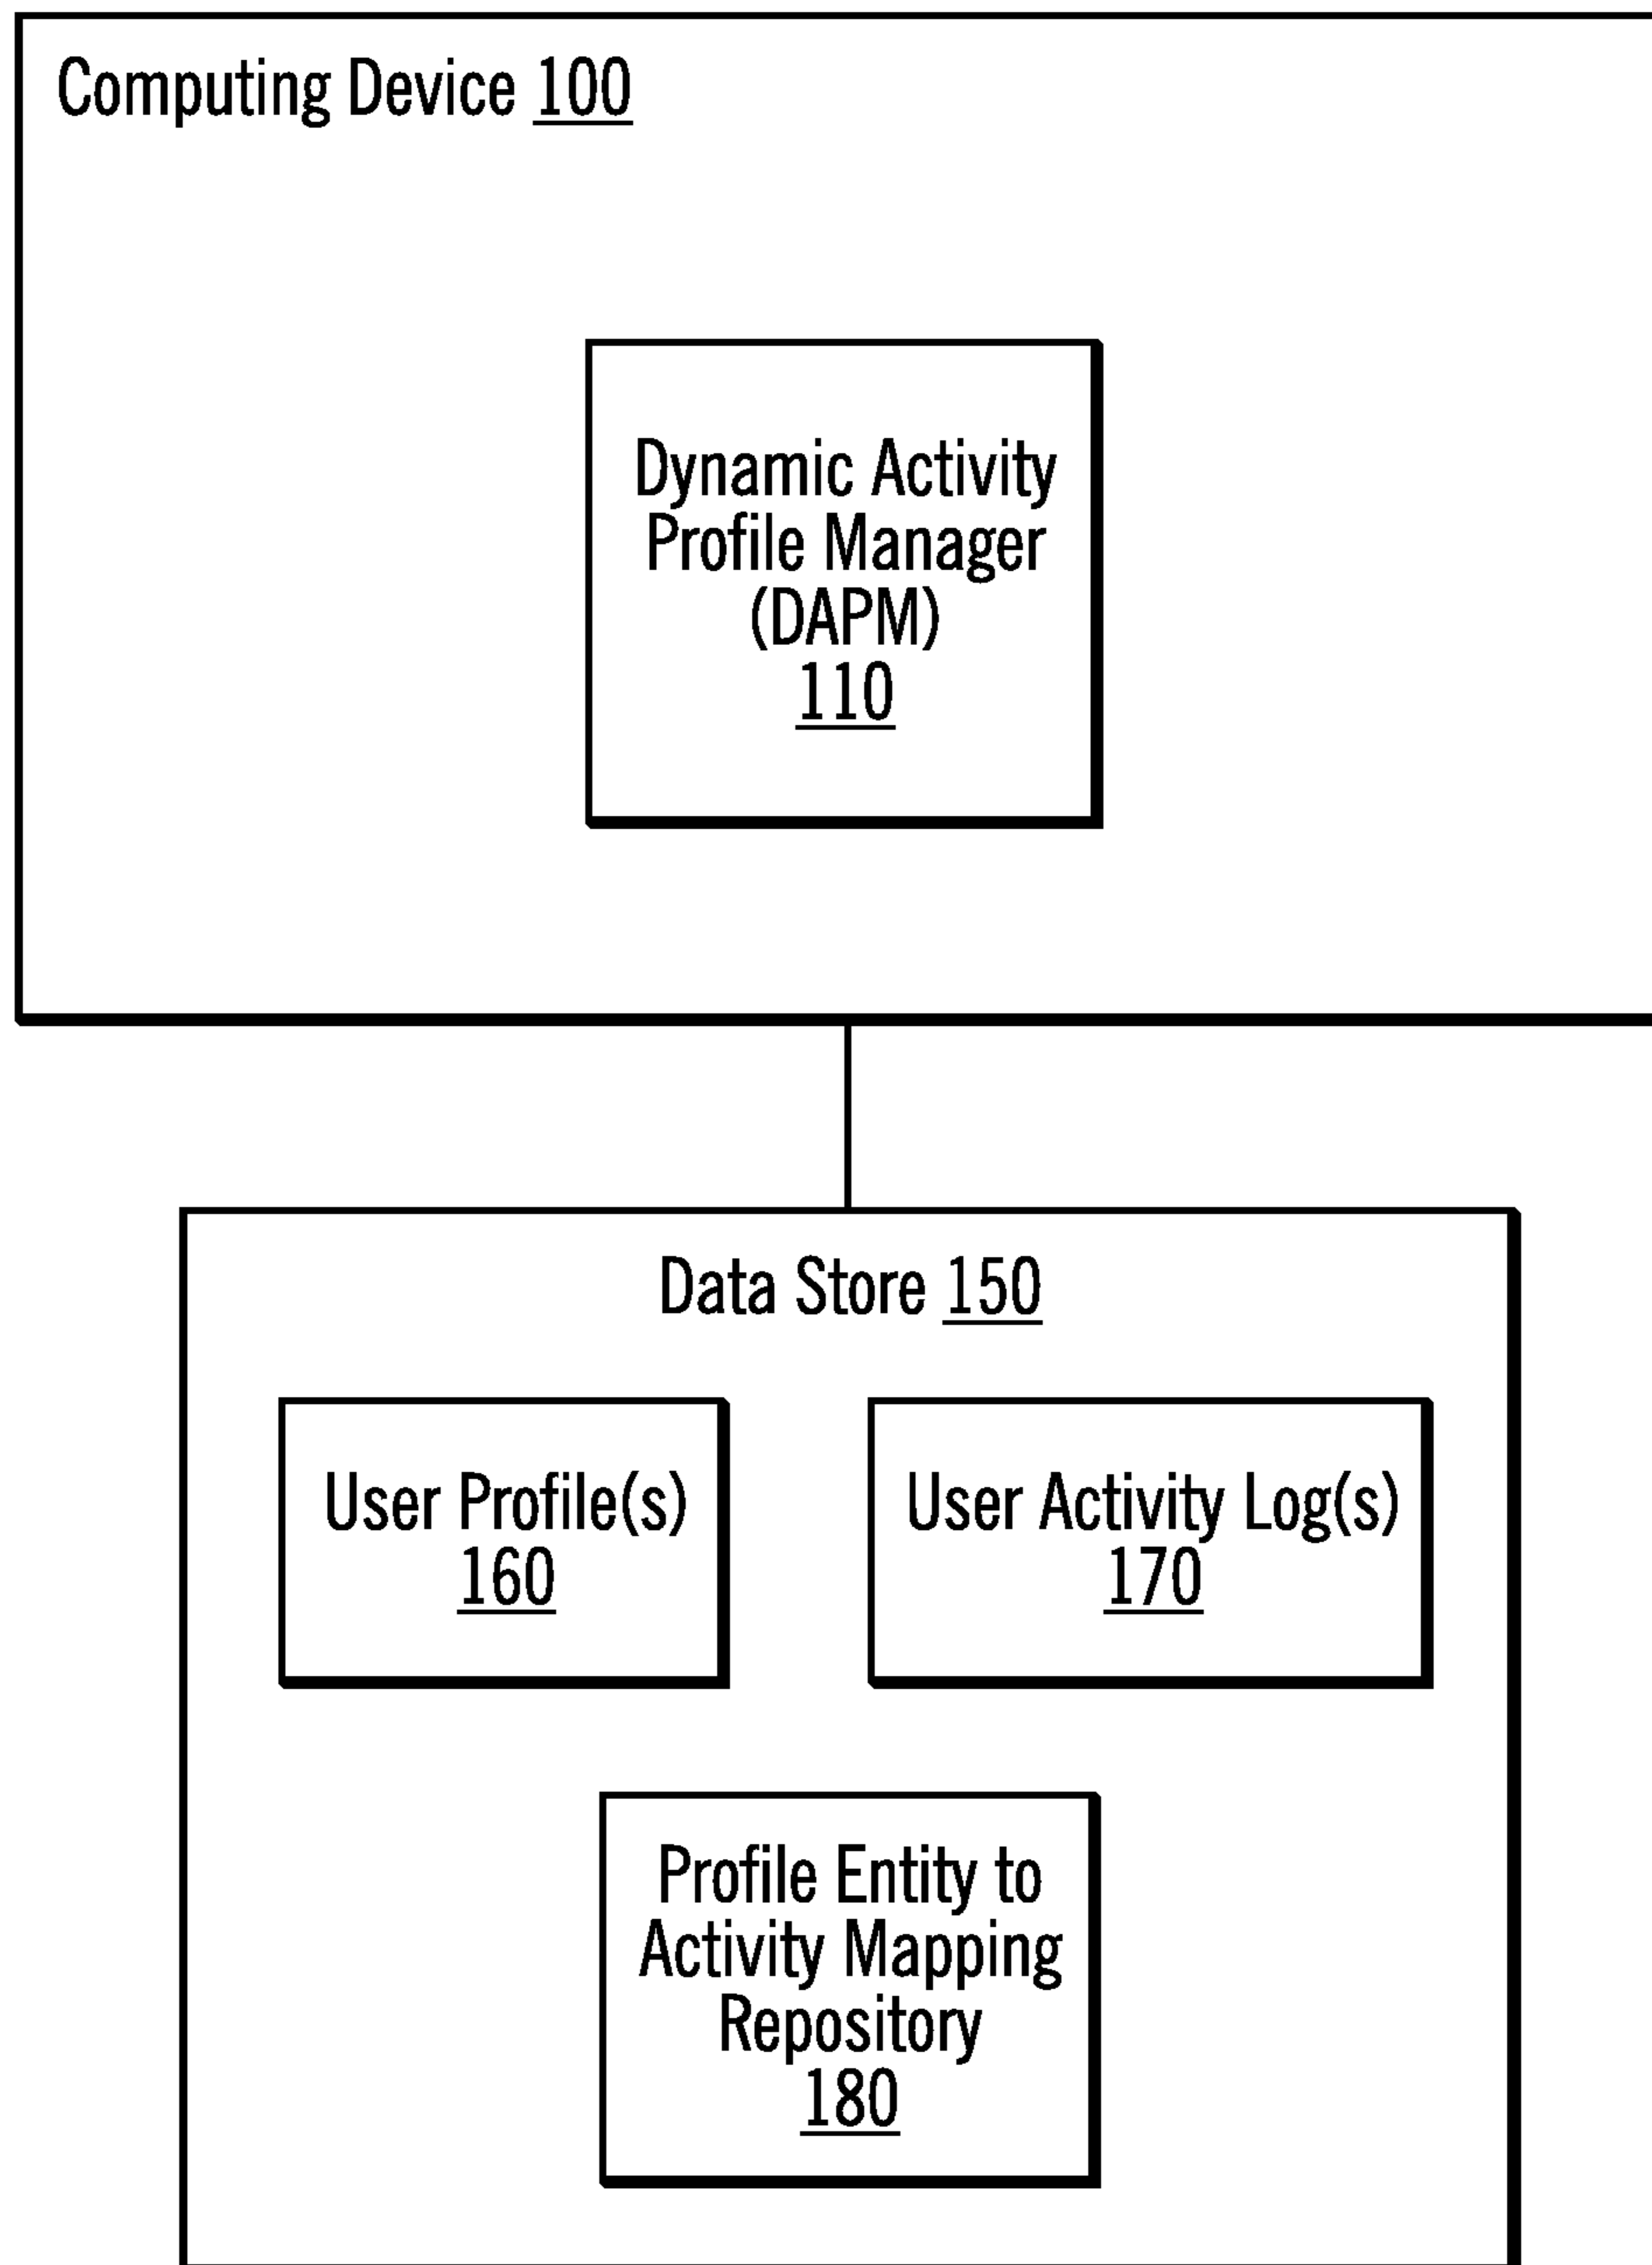 Computing Device 100
Dynamic Activity
Profile Manager
(DAPM)
110
Data Store 150
User Profile(s)
160
User Activity Log(s)
170
Profile Entity to
Activity Mapping
Repository
180